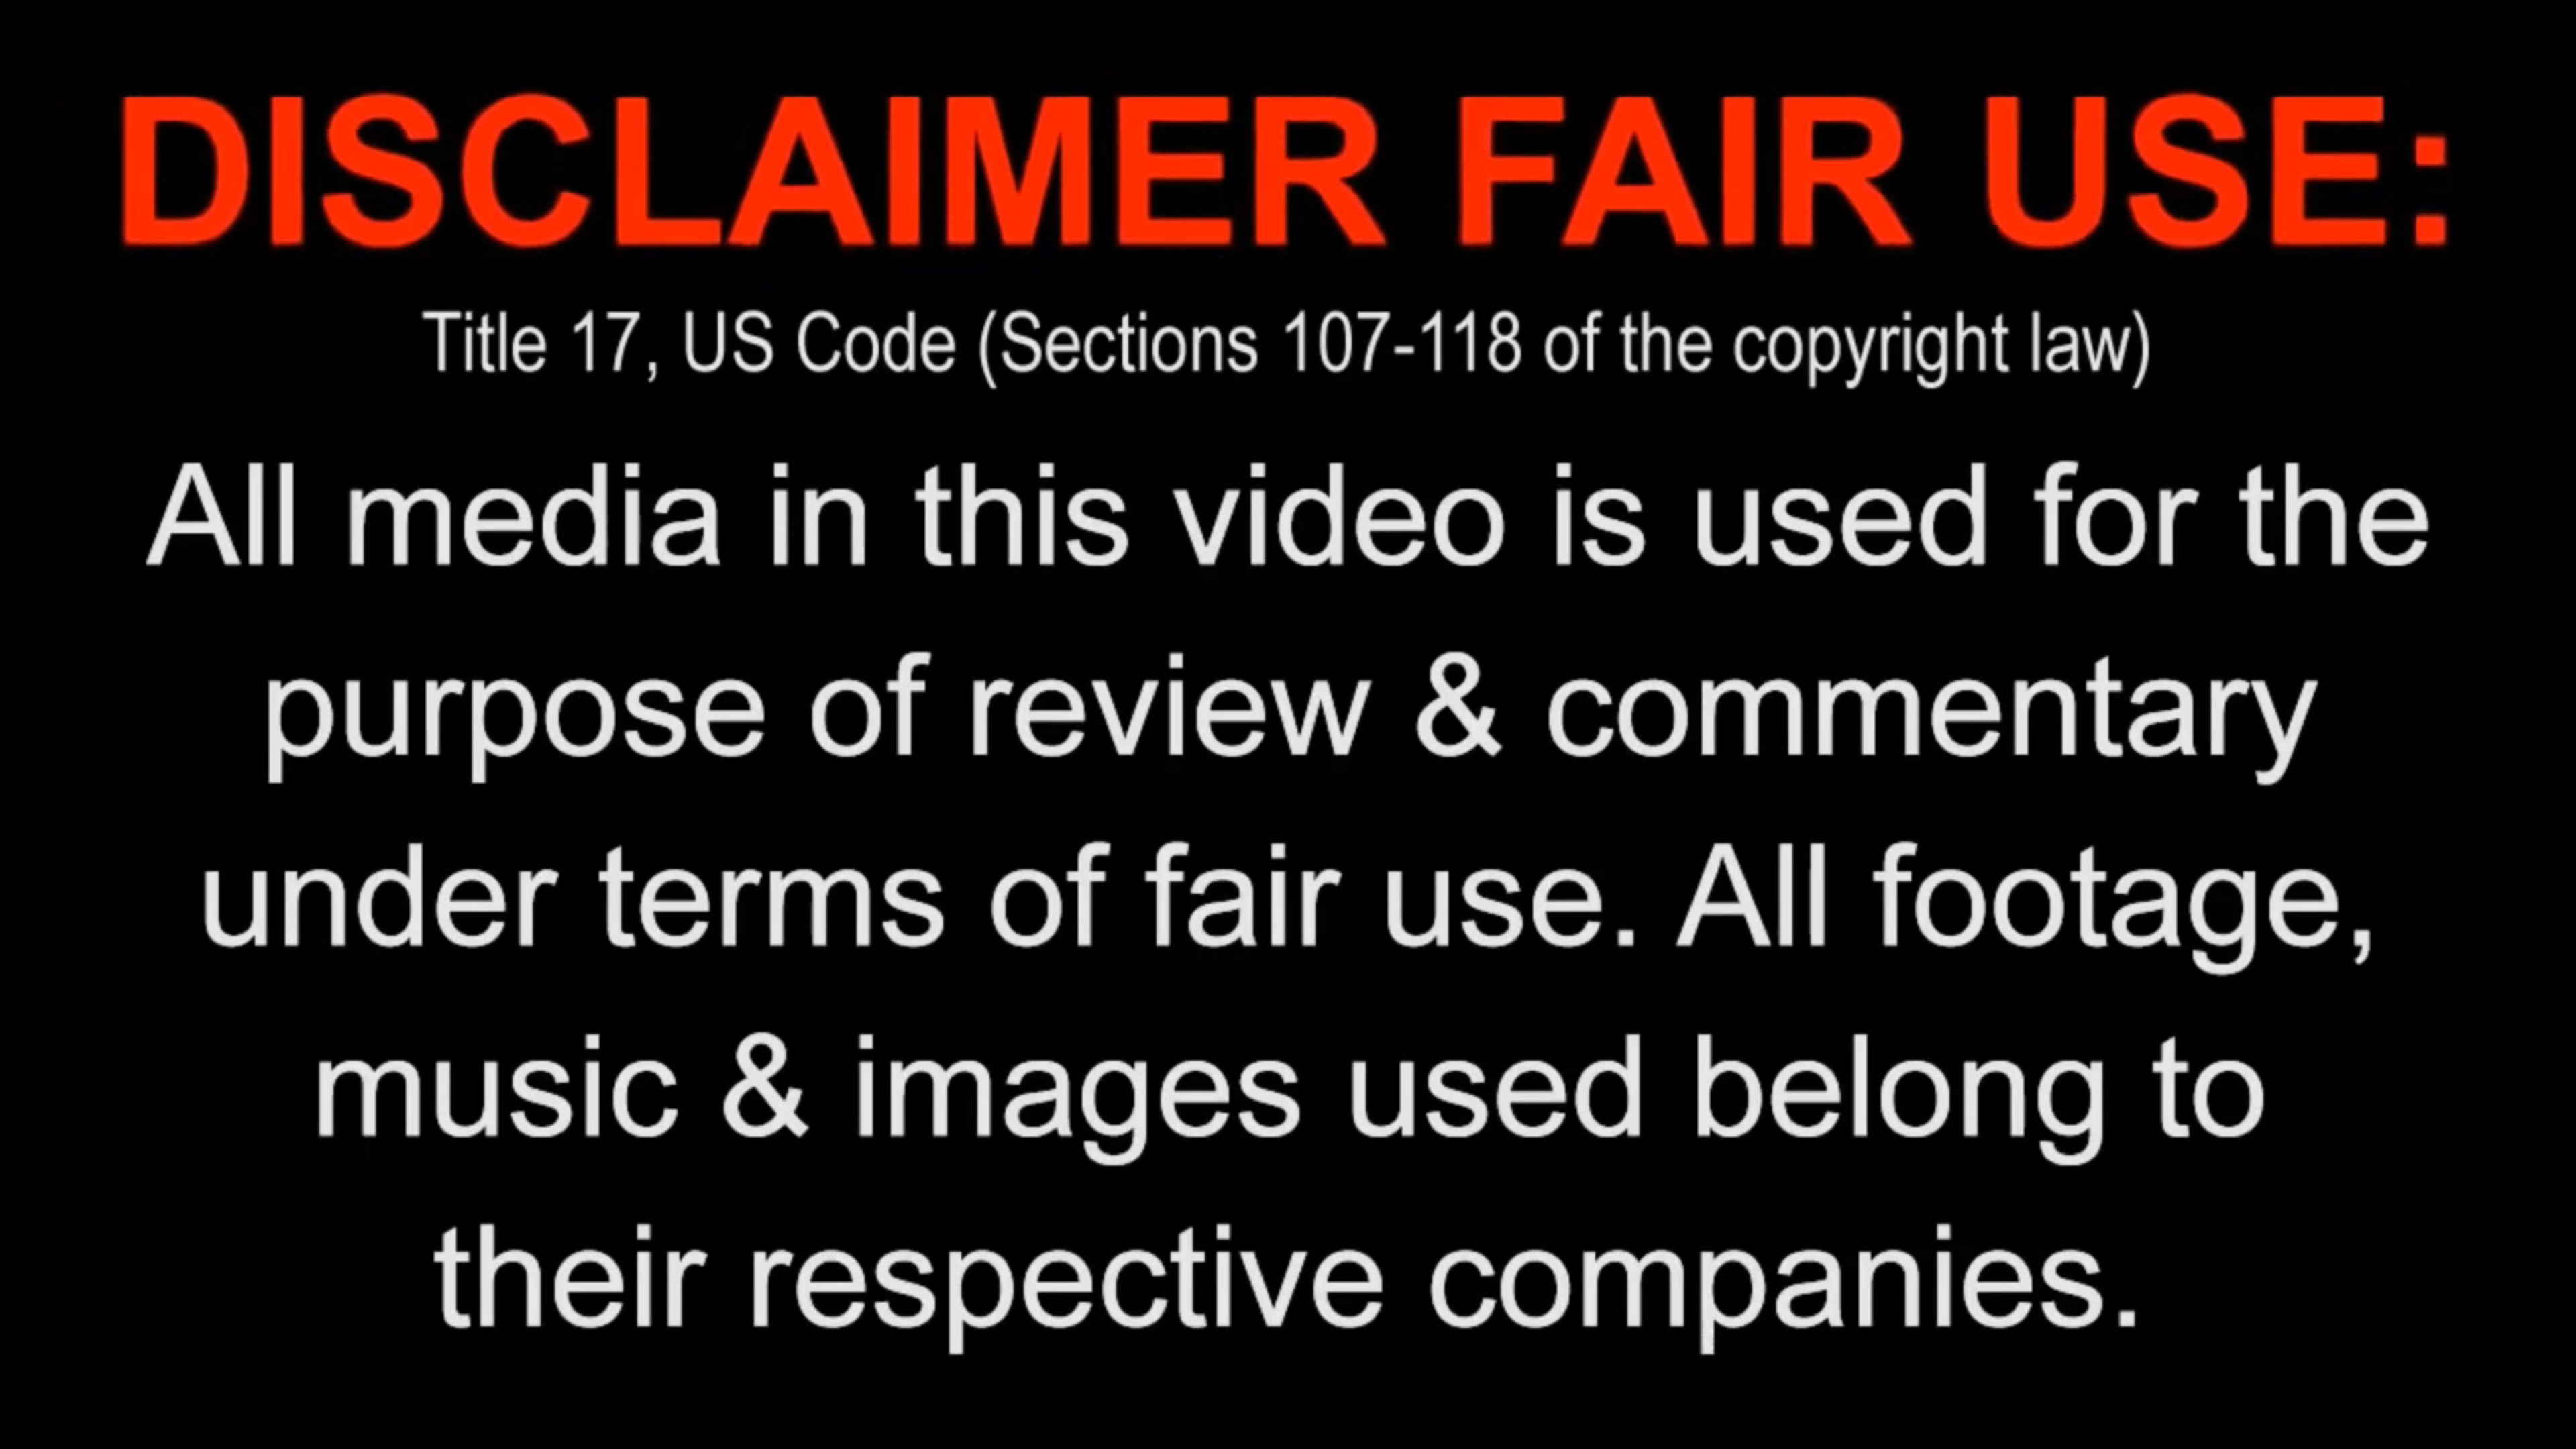 DISCLAIMER FAIR USE:
Title 17, US Code (Sections 107-118 of the copyright law)
All media in this video is used for the
purpose of review & commentary
under terms of fair use. All footage,
music & images used belong to
their respective companies.